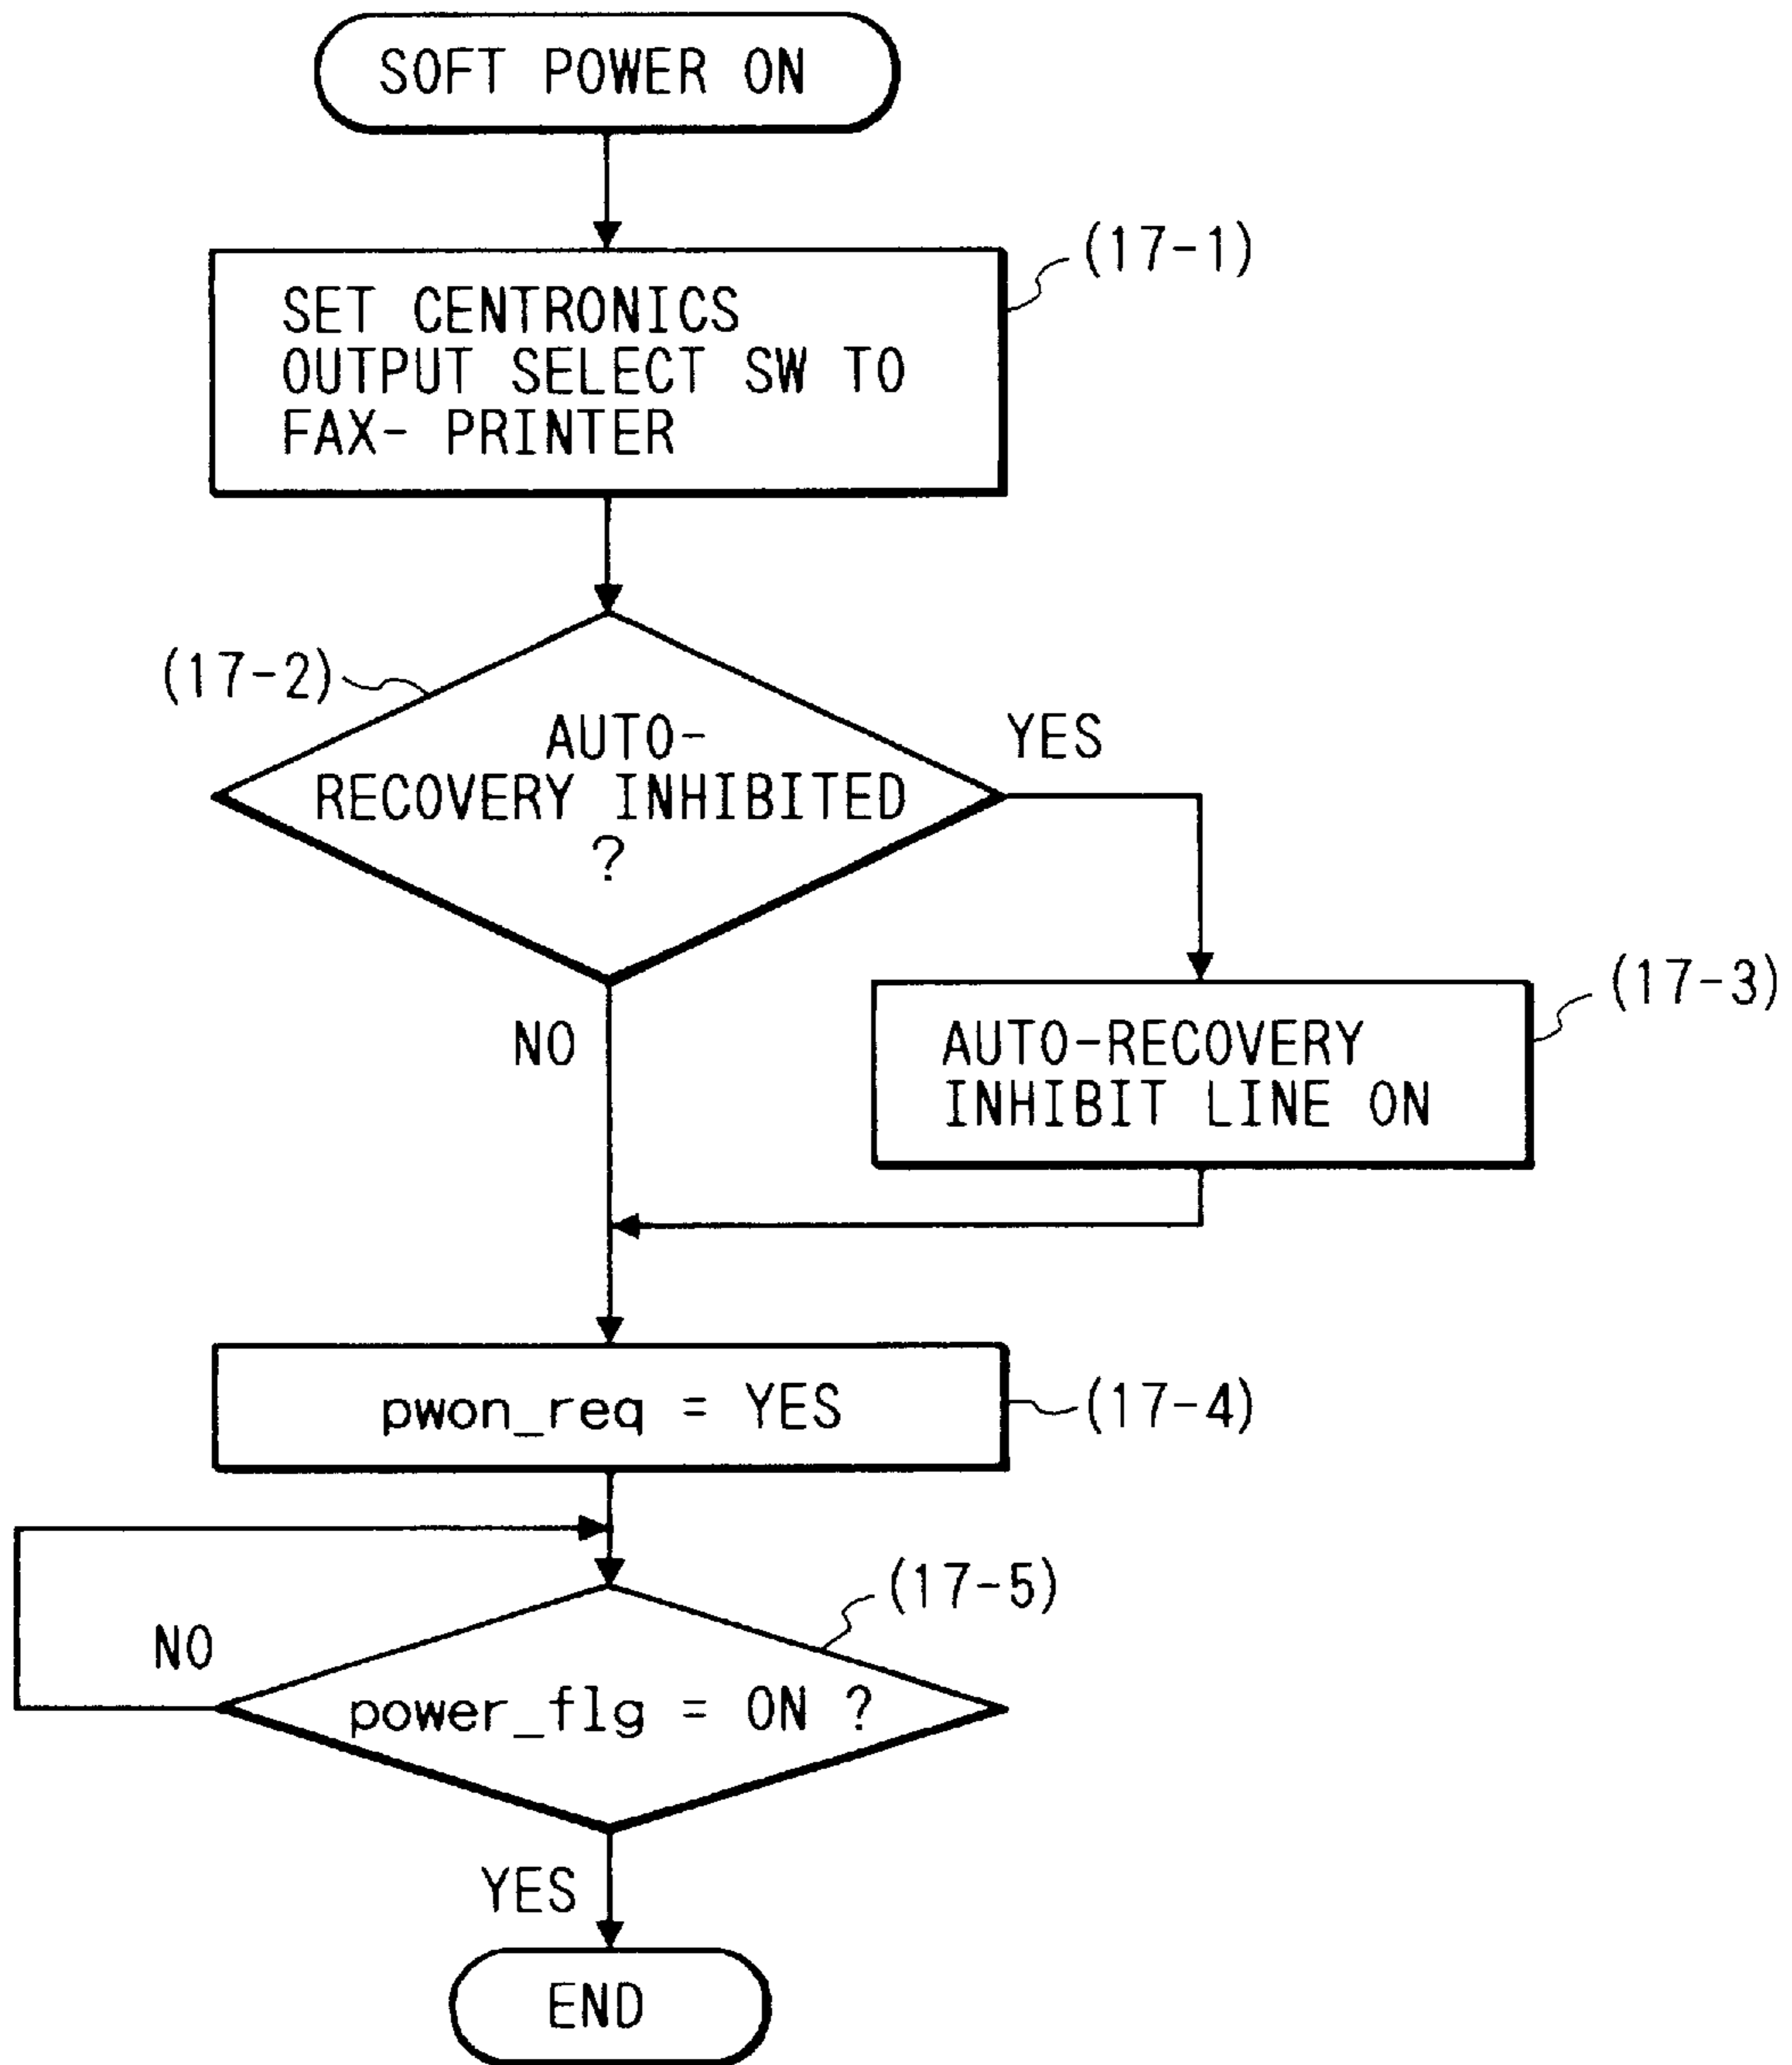 SOFT POWER ON
(17-1)
SET CENTRONICS
OUTPUT SELECT SW TO
FAX- PRINTER
(17-2)
AUTO-
RECOVERY INHIBITED
?
YES
NO
(17-3)
AUTO-RECOVERY
INHIBIT LINE ON
pwon_req = YES
(17-4)
(17-5)
NO
power_flg = ON ?
YES
END